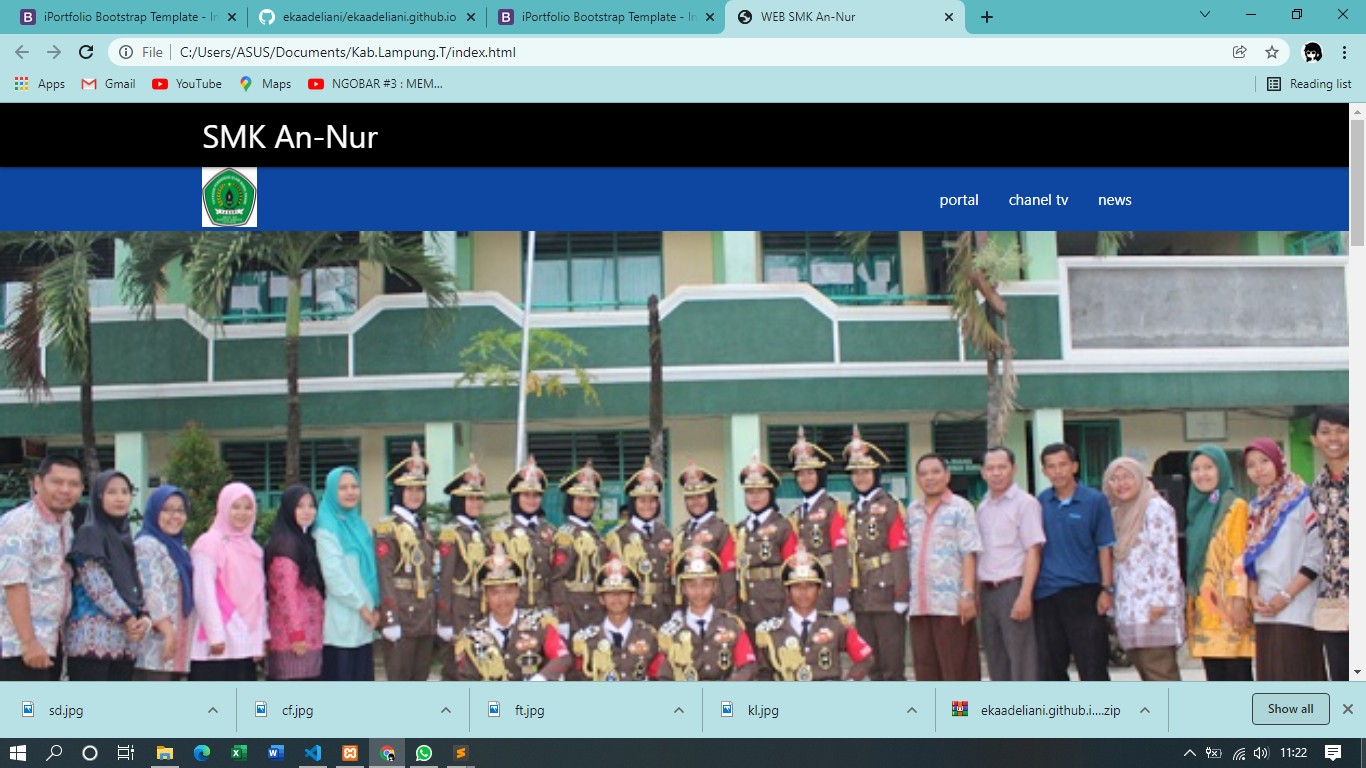 iPortfolio Bootstrap Template - In
ekaadeliani/ekaadeliani.github.io
iPortfolio Bootstrap Template - In
WEB SMK An-Nur
File
C:/Users/ASUS/Documents/Kab.Lampung.T/index.html
Apps
Gmail
YouTube
Maps
NGOBAR #3 : MEM...
Reading list
SMK An-Nur
portal
chanel tv
news
sd.jpg
cf.jpg
ft.jpg
kl.jpg
ekaadeliani.github.i....zip
Show all
11:22